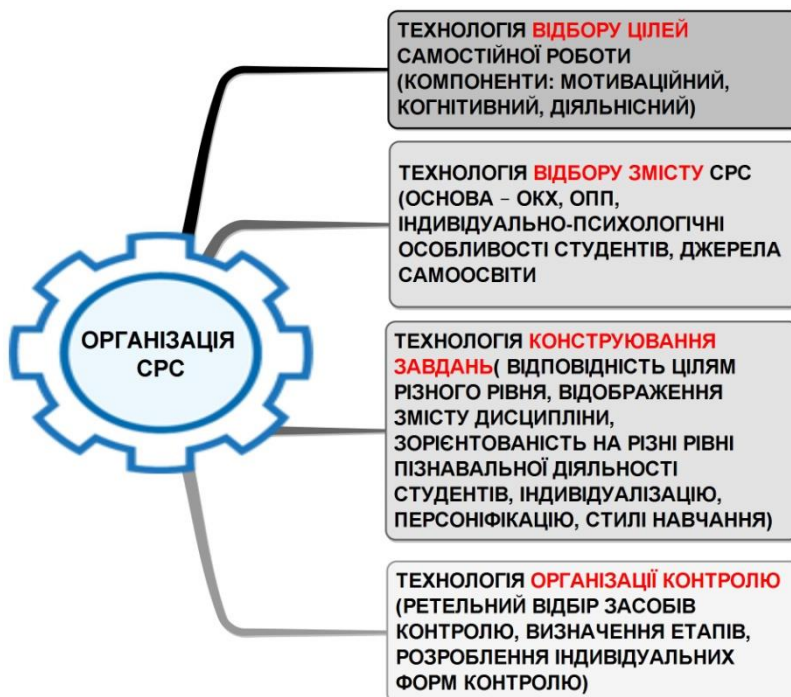 ТЕХНОЛОГІЯ ВІДБОРУ ЦІЛЕЙ
САМОСТІЙНОЇ РОБОТИ
(КОМПОНЕНТИ: МОТИВАЦІЙНИЙ,
КОГНІТИВНИЙ, ДІЯЛЬНІСНИЙ)
ТЕХНОЛОГІЯ ВІДБОРУ ЗМІСТУ СРС
(ОСНОВА – ОКХ, ОПП,
ІНДИВІДУАЛЬНО-ПСИХОЛОГІЧНІ
ОСОБЛИВОСТІ СТУДЕНТІВ, ДЖЕРЕЛА
САМООСВІТИ
ОРГАНІЗАЦІЯ
СРС
ТЕХНОЛОГІЯ КОНСТРУЮВАННЯ
ЗАВДАНЬ( ВІДПОВІДНІСТЬ ЦІЛЯМ
РІЗНОГО РІВНЯ, ВІДОБРАЖЕННЯ
ЗМІСТУ ДИСЦИПЛІНИ,
ЗОРІЄНТОВАНІСТЬ НА РІЗНІ РІВНІ
ПІЗНАВАЛЬНОЇ ДІЯЛЬНОСТІ
СТУДЕНТІВ, ІНДИВІДУАЛІЗАЦІЮ,
ПЕРСОНІФІКАЦІЮ, СТИЛІ НАВЧАННЯ)
ТЕХНОЛОГІЯ ОРГАНІЗАЦІЇ КОНТРОЛЮ
(РЕТЕЛЬНИЙ ВІДБІР ЗАСОБІВ
КОНТРОЛЮ, ВИЗНАЧЕННЯ ЕТАПІВ,
РОЗРОБЛЕННЯ ІНДИВІДУАЛЬНИХ
ФОРМ КОНТРОЛЮ)